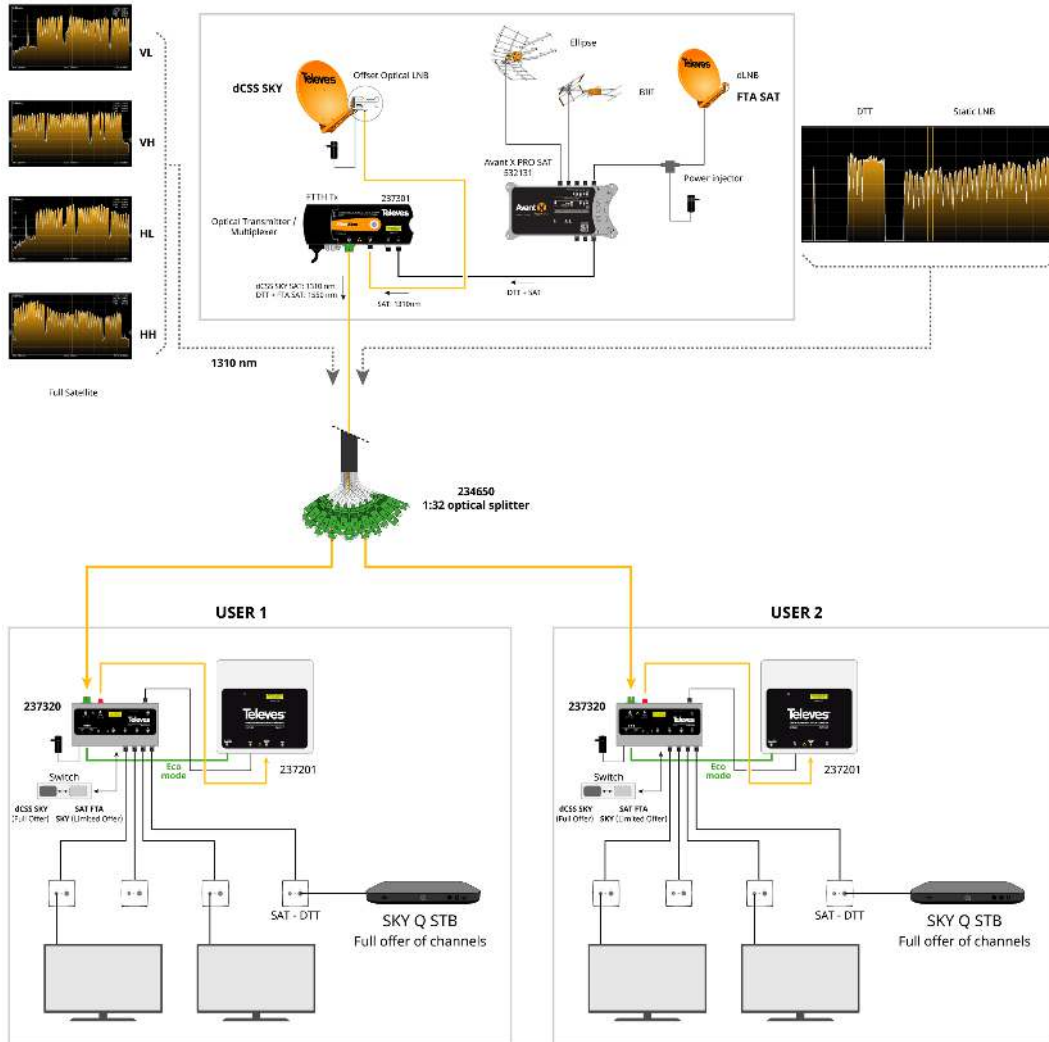 VL
VH
HL
HH
Full Satellite
1310 nm
dCSS SKY
Offset Optical LNB
Televes
Ellipse
BIII
Televes
dLNB
FTA SAT
Avant X PRO SAT
532131
Avant X
Power injector
FTTH Tx
237301
Televes
Optical Transmitter /
Multiplexer
dCSS SKY SAT: 1310 nm
DTT + FTA SAT: 1550 nm
SAT: 1310nm
DTT + SAT
DTT
Static LNB
234650
1:32 optical splitter
USER 1
237320
Televes
Televes
237201
Eco
mode
Switch
dCSS SKY
(Full Offer)
SAT FTA
SKY (Limited Offer)
SAT - DTT
SKY Q STB
Full offer of channels
USER 2
237320
Televes
Televes
237201
Eco
mode
Switch
dCSS SKY
(Full Offer)
SAT FTA
SKY (Limited Offer)
SAT - DTT
SKY Q STB
Full offer of channels